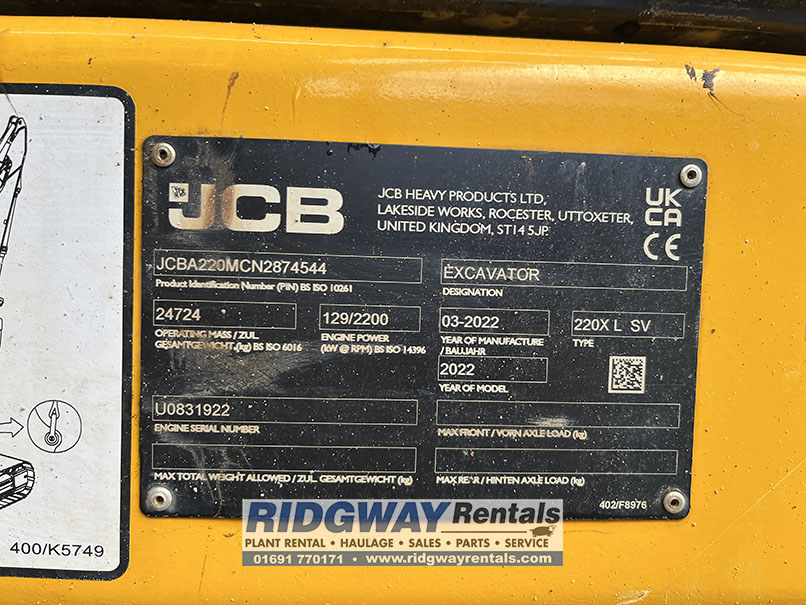 JCB
JCB HEAVY PRODUCTS LTD,
LAKESIDE WORKS, ROCESTER, UTTOXETER,
UNITED KINGDOM, ST14 5JP.
UK
CA
CE
JCBA220MCN2874544
Product Identification Number (PIN) BS ISO 10261
EXCAVATOR
DESIGNATION
24724
OPERATING MASS / ZUL.
GESAMTGEWICHT.(kg) BS ISO 6016
129/2200
ENGINE POWER
(kW @ RPM) BS ISO 14396
03-2022
YEAR OF MANUFACTURE
/ BAUJAHR
220X L SV
TYPE
2022
YEAR OF MODEL
U0831922
ENGINE SERIAL NUMBER
MAX FRONT / VORN AXLE LOAD (kg)
MAX TOTAL WEIGHT ALLOWED / ZUL. GESAMTGEWICHT (kg)
MAX REAR / HINTEN AXLE LOAD (kg)
402/F8976
400/K5749
RIDGWAY Rentals
PLANT RENTAL • HAULAGE • SALES • PARTS • SERVICE
01691 770171 • www.ridgwayrentals.com